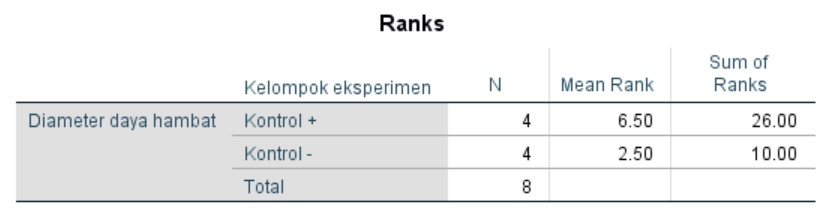 Ranks
Kelompok eksperimen N Mean Rank Sum of Ranks
Diameter daya hambat Kontrol + 4 6.50 26.00
Kontrol - 4 2.50 10.00
Total 8